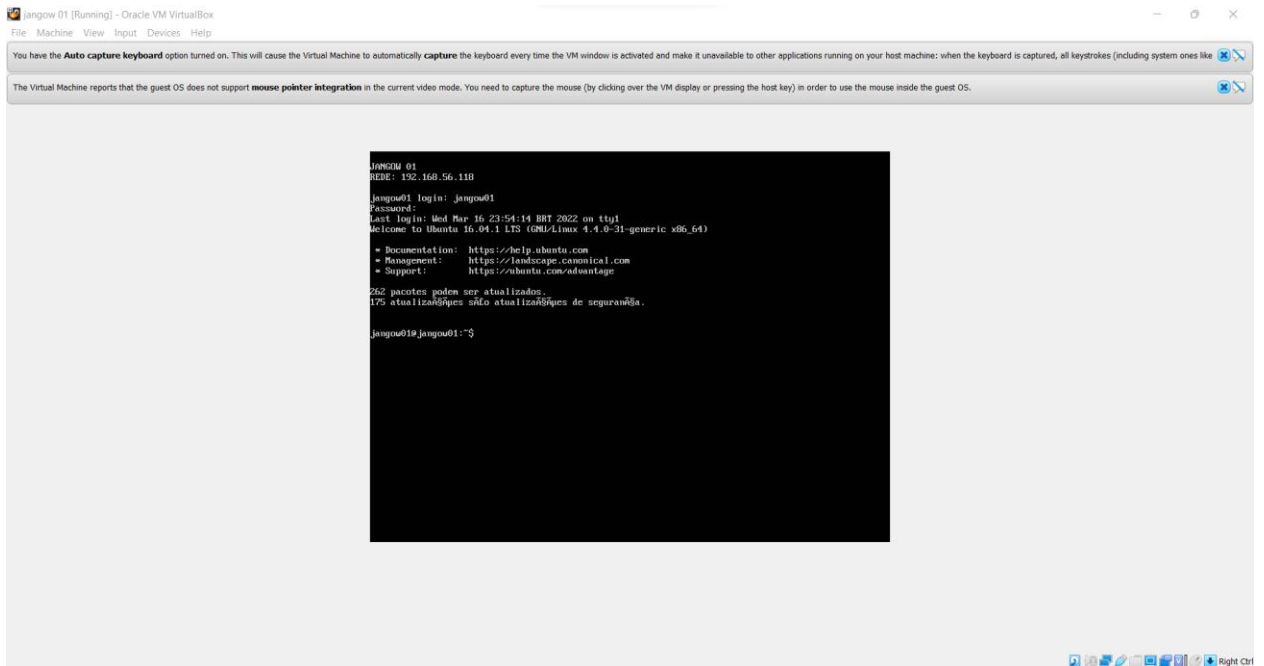 jangow 01 [Running] - Oracle VM VirtualBox
File Machine View Input Devices Help
You have the Auto capture keyboard option turned on. This will cause the Virtual Machine to automatically capture the keyboard every time the VM window is activated and make it unavailable to other applications running on your host machine: when the keyboard is captured, all keystrokes (including system ones like
The Virtual Machine reports that the guest OS does not support mouse pointer integration in the current video mode. You need to capture the mouse (by clicking over the VM display or pressing the host key) in order to use the mouse inside the guest OS.
JANGOW 01
REDE: 192.168.56.118
jangow01 login: jangow01
Password:
Last login: Wed Mar 16 23:54:14 BRT 2022 on tty1
Welcome to Ubuntu 16.04.1 LTS (GNU/Linux 4.4.0-31-generic x86_64)
* Documentation: https://help.ubuntu.com
* Management: https://landscape.canonical.com
* Support: https://ubuntu.com/advantage
262 pacotes podem ser atualizados.
175 de
jangow01@jangow01:~$
Right Ctrl